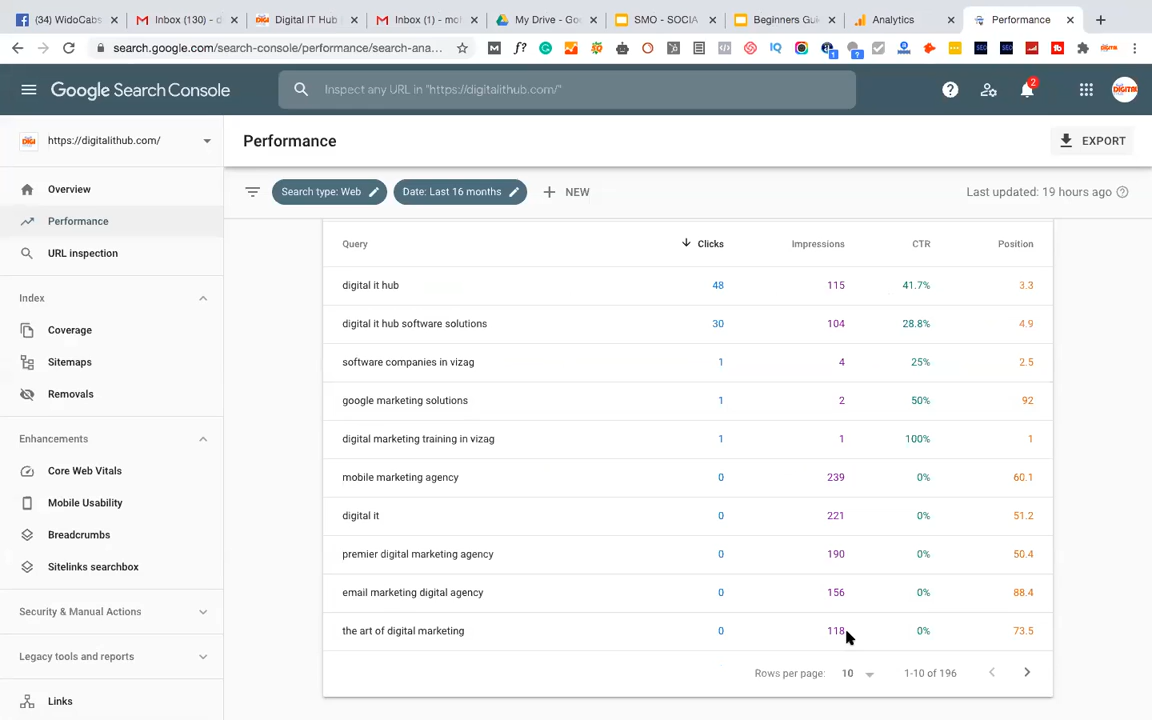 (34) WidoCabs
Inbox (130) - d
Digital IT Hub
Inbox (1) - mcl
My Drive - Goo
SMO - SOCIA
Beginners Gui
Analytics
Performance
search.google.com/search-console/performance/search-ana...
Google Search Console
Inspect any URL in "https://digitalithub.com/"
2
https://digitalithub.com/
Performance
EXPORT
Overview
Search type: Web
Date: Last 16 months
NEW
Last updated: 19 hours ago
Performance
URL inspection
Index
Coverage
Sitemaps
Removals
Enhancements
Core Web Vitals
Mobile Usability
Breadcrumbs
Sitelinks searchbox
Security & Manual Actions
Legacy tools and reports
Links
Query Clicks Impressions CTR Position
digital it hub 48 115 41.7% 3.3
digital it hub software solutions 30 104 28.8% 4.9
software companies in vizag 1 4 25% 2.5
google marketing solutions 1 2 50% 92
digital marketing training in vizag 1 1 100% 1
mobile marketing agency 0 239 0% 60.1
digital it 0 221 0% 51.2
premier digital marketing agency 0 190 0% 50.4
email marketing digital agency 0 156 0% 88.4
the art of digital marketing 0 118 0% 73.5
Rows per page: 10 1-10 of 196